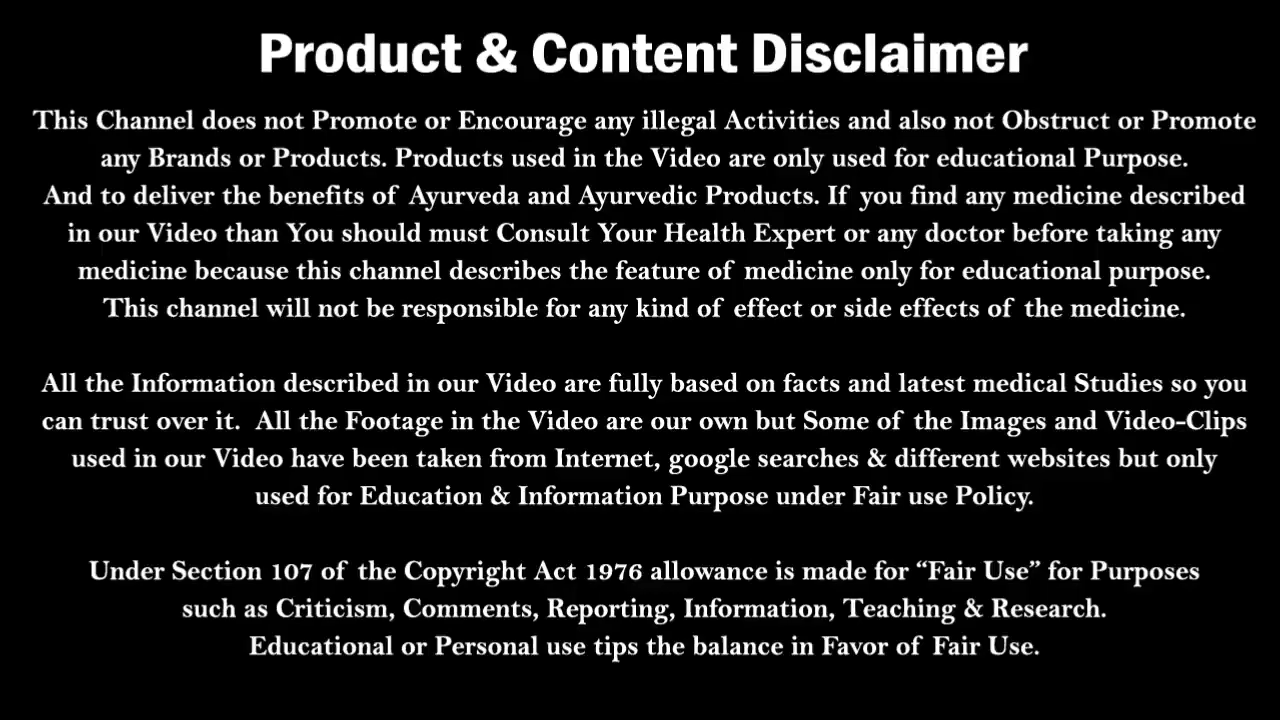 Product & Content Disclaimer
This Channel does not Promote or Encourage any illegal Activities and also not Obstruct or Promote
any Brands or Products. Products used in the Video are only used for educational Purpose.
And to deliver the benefits of Ayurveda and Ayurvedic Products. If you find any medicine described
in our Video than You should must Consult Your Health Expert or any doctor before taking any
medicine because this channel describes the feature of medicine only for educational purpose.
This channel will not be responsible for any kind of effect or side effects of the medicine.
All the Information described in our Video are fully based on facts and latest medical Studies so you
can trust over it. All the Footage in the Video are our own but Some of the Images and Video-Clips
used in our Video have been taken from Internet, google searches & different websites but only
used for Education & Information Purpose under Fair use Policy.
Under Section 107 of the Copyright Act 1976 allowance is made for “Fair Use” for Purposes
such as Criticism, Comments, Reporting, Information, Teaching & Research.
Educational or Personal use tips the balance in Favor of Fair Use.